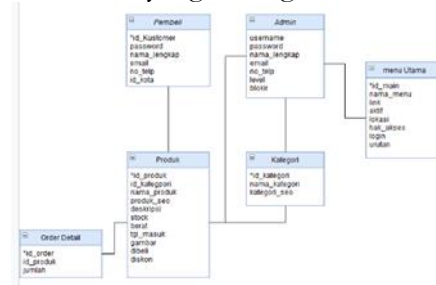 Pembeli
*id_Kustomer
password
nama_lengkap
email
no_telp
id_kota
Admin
username
password
nama_lengkap
email
no_telp
level
blokir
menu Utama
*id_main
nama_menu
link
aktif
lokasi
hak_akses
login
urutan
Produk
*id_produk
id_kategpori
nama_produk
produk_seo
deskripsi
stock
berat
tgl_masuk
gambar
dibeli
diskon
Kategori
*id_kategori
nama_kategori
kategori_seo
Order Detail
*id_order
id_produk
jumlah